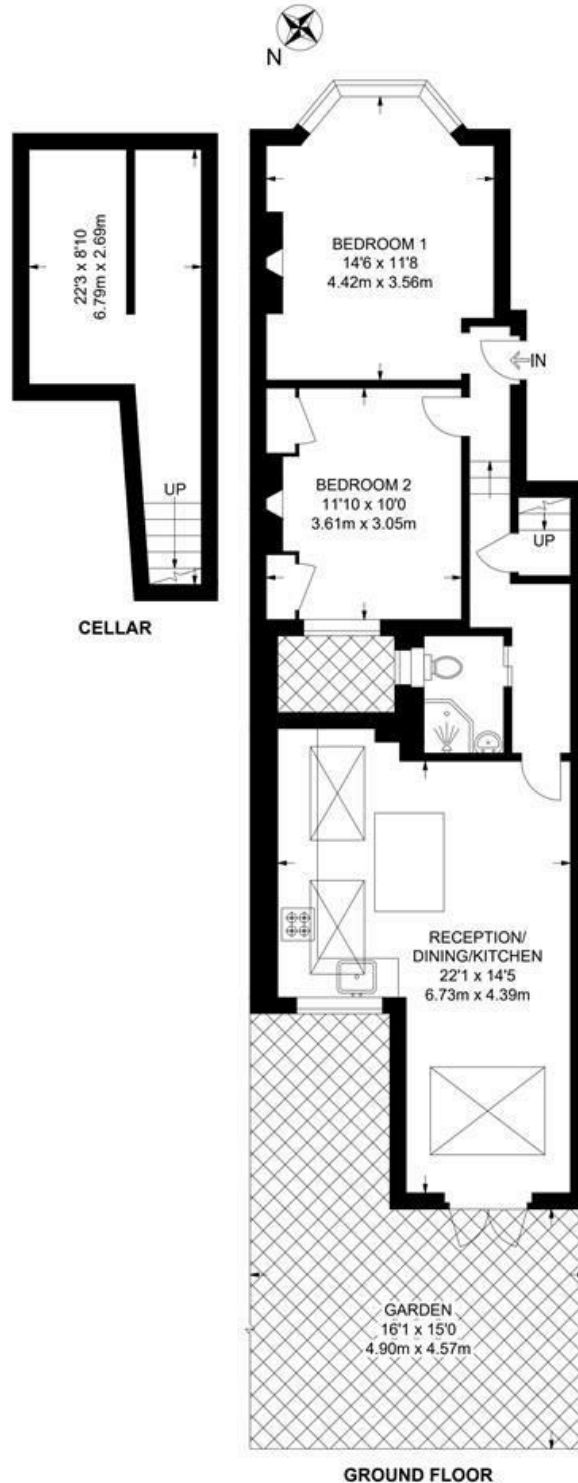 N
BEDROOM 1
14'6 x 11'8
4.42m x 3.56m
IN
22'3 x 8'10
6.79m x 2.69m
UP
CELLAR
BEDROOM 2
11'10 x 10'0
3.61m x 3.05m
UP
RECEPTION/
DINING/KITCHEN
22'1 x 14'5
6.73m x 4.39m
GARDEN
16'1 x 15'0
4.90m x 4.57m
GROUND FLOOR